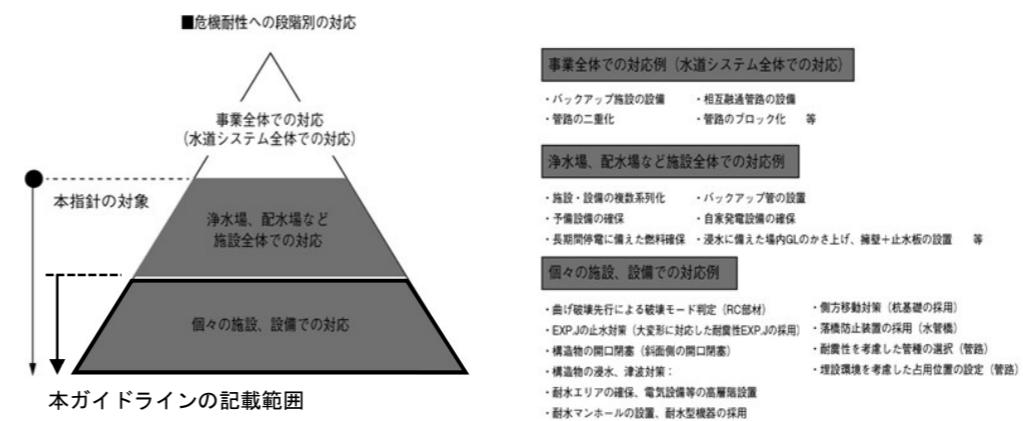 ■危機耐性への段階別の対応
事業全体での対応
(水道システム全体での対応)
本指針の対象
浄水場、配水場など
施設全体での対応
個々の施設、設備での対応
本ガイドラインの記載範囲
事業全体での対応例(水道システム全体での対応)
・バックアップ施設の設備 ・相互融通管路の設備
・管路の二重化 ・管路のブロック化 等
浄水場、配水場など施設全体での対応例
・施設・設備の複数系列化 ・バックアップ管の設置
・予備設備の確保 ・自家発電設備の確保
・長期間停電に備えた燃料確保 ・浸水に備えた場内GLのかさ上げ、擁壁+止水板の設置 等
個々の施設、設備での対応例
・曲げ破壊先行による破壊モード判定(RC部材)
・EXP.Jの止水対策(大変形に対応した耐震性EXP.Jの採用)
・構造物の開口閉塞(斜面側の開口閉塞)
・構造物の浸水、津波対策:
・耐水エリアの確保、電気設備等の高層階設置
・耐水マンホールの設置、耐水型機器の採用
・側方移動対策(杭基礎の採用)
・落橋防止装置の採用(水管橋)
・耐震性を考慮した管種の選択(管路)
・埋設環境を考慮した占用位置の設定(管路)